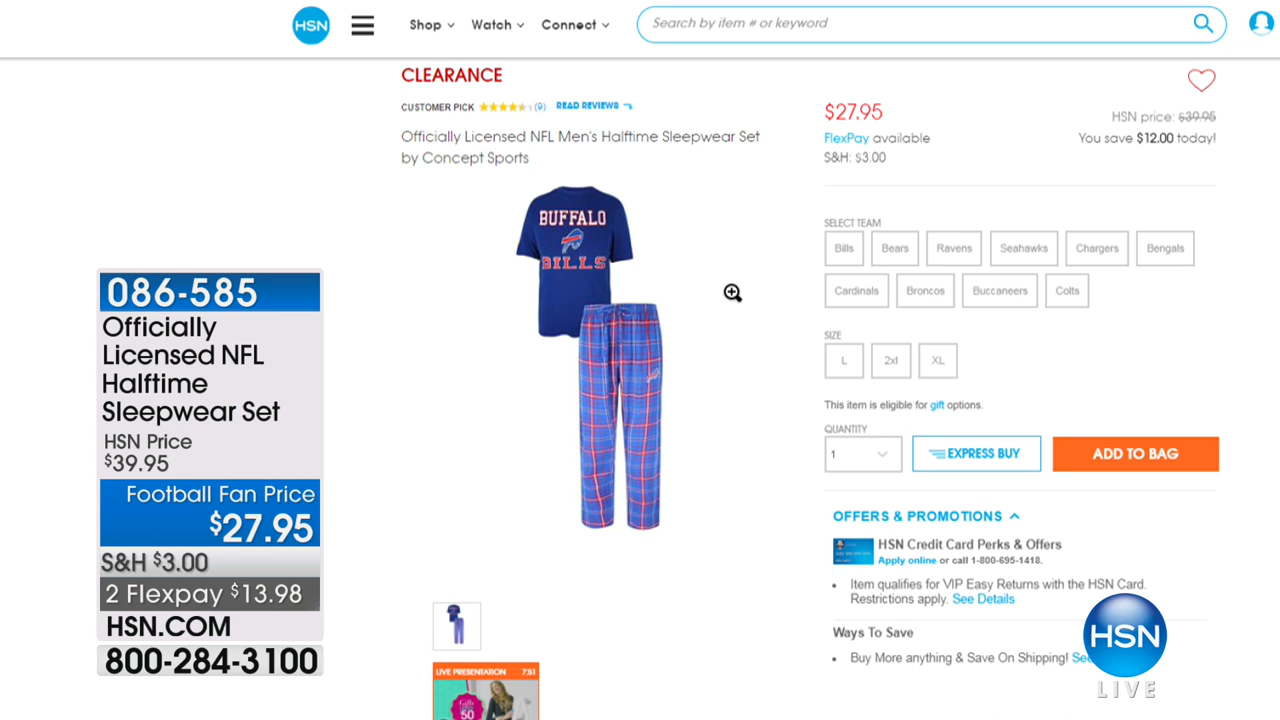 HSN
Shop
Watch
Connect
Search by item # or keyword
CLEARANCE
CUSTOMER PICK (9) READ REVIEWS
Officially Licensed NFL Men's Halftime Sleepwear Set
by Concept Sports
BUFFALO
BILLS
$27.95
HSN price: $39.95
FlexPay available
You save $12.00 today!
S&H: $3.00
SELECT TEAM
Bills Bears Ravens Seahawks Chargers Bengals
Cardinals Broncos Buccaneers Colts
SIZE
L 2xl XL
This item is eligible for gift options.
QUANTITY
1
EXPRESS BUY
ADD TO BAG
OFFERS & PROMOTIONS
HSN Credit Card Perks & Offers
Apply online or call 1-800-695-1418.
• Item qualifies for VIP Easy Returns with the HSN Card.
Restrictions apply. See Details
Ways To Save
• Buy More anything & Save On Shipping! See
086-585
Officially
Licensed NFL
Halftime
Sleepwear Set
HSN Price
$39.95
Football Fan Price
$27.95
S&H $3.00
2 Flexpay $13.98
HSN.COM
800-284-3100
LIVE PRESENTATION 7:51
50
HSN
LIVE